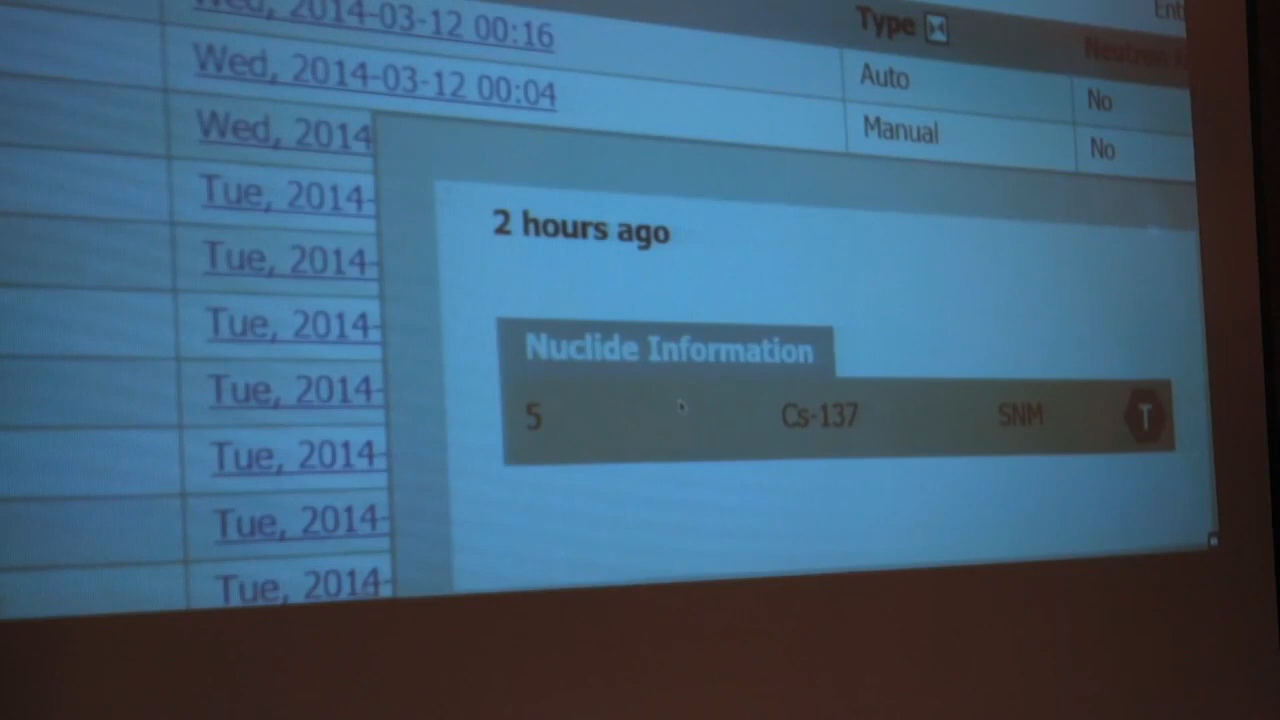 Wed, 2014-03-12 00:16
Type
Ent
Neutron
Wed, 2014-03-12 00:04
Auto
No
Wed, 2014
Manual
No
Tue, 2014-
2 hours ago
Tue, 2014-
Tue, 2014-
Nuclide Information
Tue, 2014-
5 Cs-137 SNM T
Tue, 2014-
Tue, 2014-
Tue, 2014-